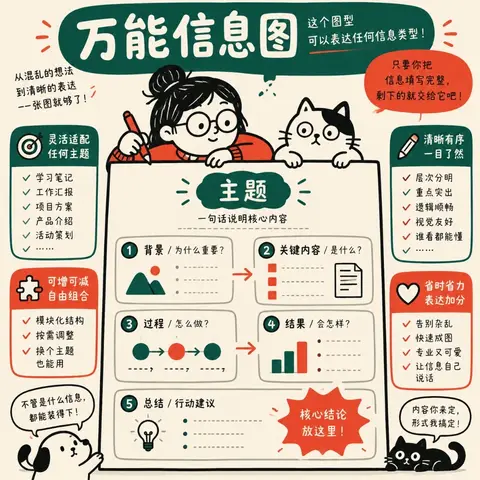 万能信息图
这个图型
可以表达任何信息类型！
从混乱的想法
到清晰的表达
一张图就够了！
只要你把
信息填写完整，
剩下的就交给它吧！
灵活适配
任何主题
✓ 学习笔记
✓ 工作汇报
✓ 项目方案
✓ 产品介绍
✓ 活动策划
✓ ……
清晰有序
一目了然
✓ 层次分明
✓ 重点突出
✓ 逻辑顺畅
✓ 视觉友好
✓ 谁看都能懂
✓ ……
主题
一句话说明核心内容
1 背景 / 为什么重要？
2 关键内容 / 是什么？
3 过程 / 怎么做？
4 结果 / 会怎样？
5 总结 / 行动建议
核心结论
放这里！
可增可减
自由组合
✓ 模块化结构
✓ 按需调整
✓ 换个主题
也能用
省时省力
表达加分
✓ 告别杂乱
✓ 快速成图
✓ 专业又可爱
✓ 让信息自己
说话
不管是什么信息，
都能装得下！
内容你来定，
形式我搞定！